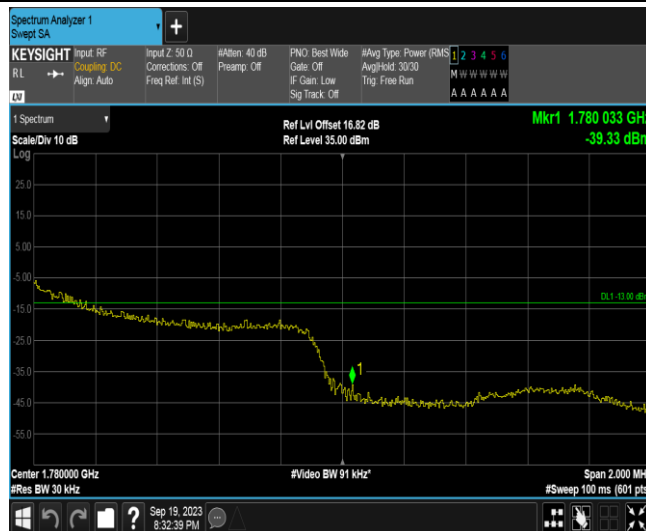 Spectrum Analyzer 1
Swept SA
KEYSIGHT Input: RF Input Z: 50 Ω #Atten: 40 dB PNO: Best Wide #Avg Type: Power (RMS 1 2 3 4 5 6
RL Coupling: DC Corrections: Off Preamp: Off Gate: Off Avg|Hold: 30/30 M W W W W W
Align: Auto Freq Ref: Int (S) IF Gain: Low Trig: Free Run
Sig Track: Off A A A A A A
LXI
1 Spectrum Ref Lvl Offset 16.82 dB Mkr1 1.780 033 GHz
Scale/Div 10 dB Ref Level 35.00 dBm -39.33 dBm
Log
25.0
15.0
5.00
-5.00
DL1 -13.00 dBm
-15.0
-25.0
-35.0
1
-45.0
-55.0
Center 1.780000 GHz #Video BW 91 kHz* Span 2.000 MH
#Res BW 30 kHz #Sweep 100 ms (601 pts
? Sep 19, 2023
8:32:39 PM